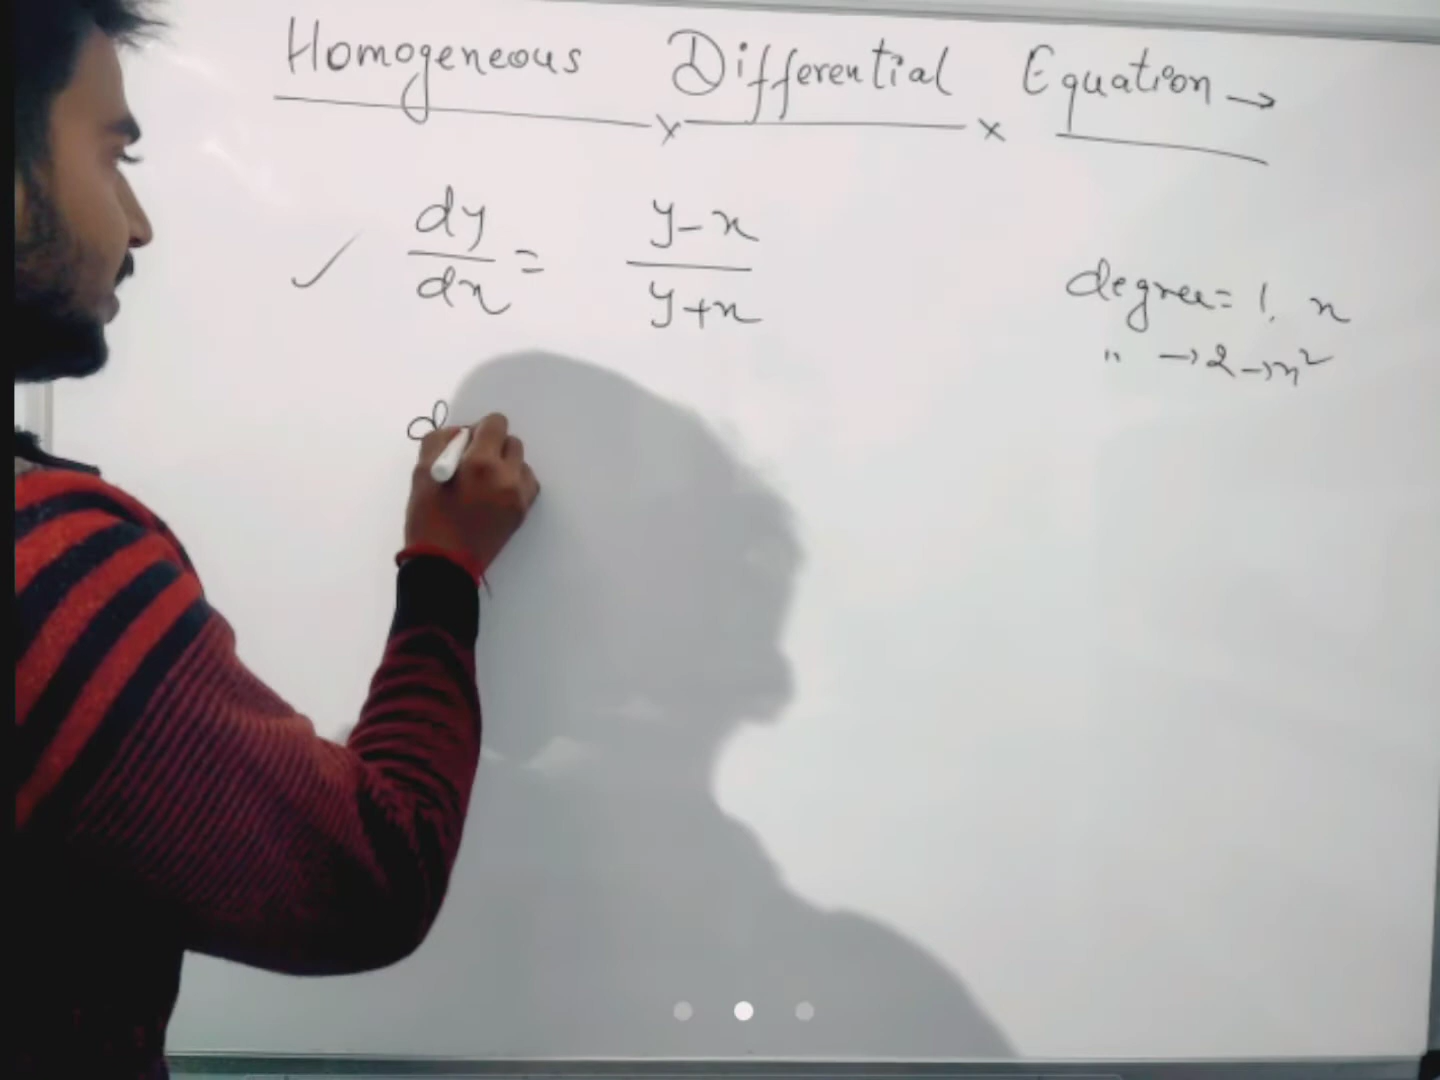 Homogeneous Differential Equation →
dy/dx = y-x/y+x
degree = 1, x
" → 2 → x²
d